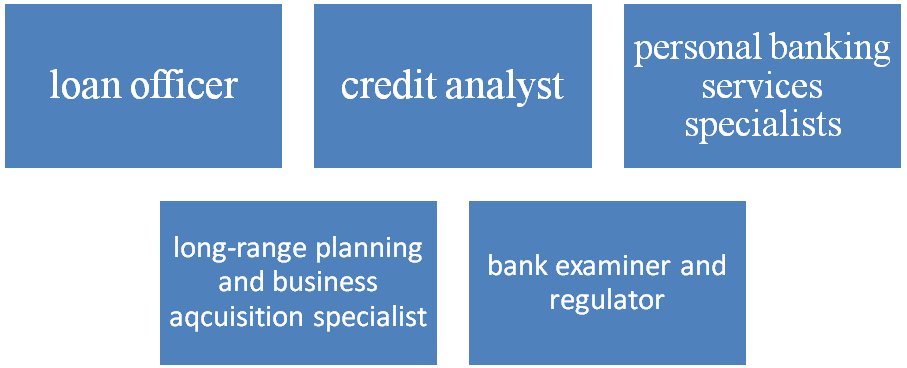 loan officer
credit analyst
personal banking
services
specialists
long-range planning
and business
aqcuisition specialist
bank examiner and
regulator